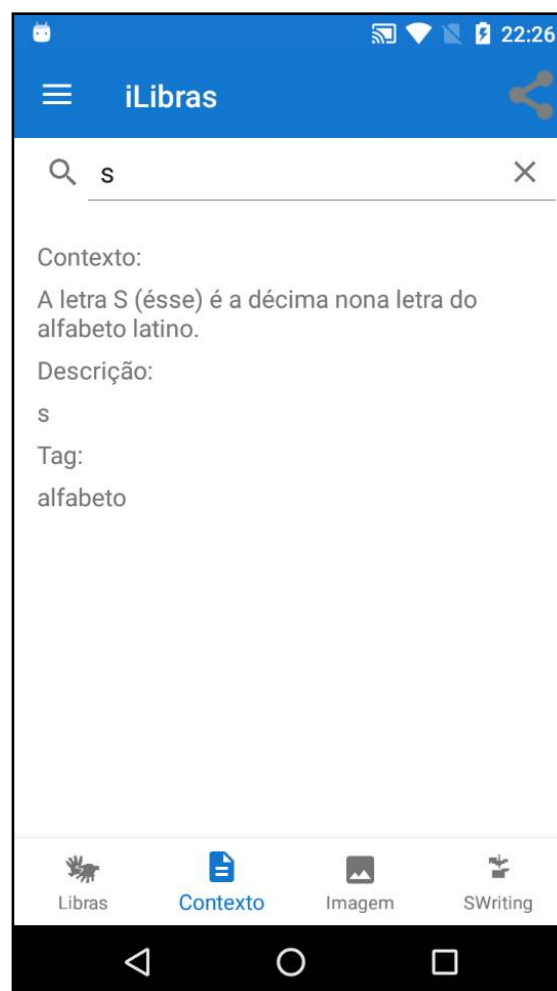 22:26
iLibras
s
Contexto:
A letra S (ésse) é a décima nona letra do
alfabeto latino.
Descrição:
s
Tag:
alfabeto
Libras
Contexto
Imagem
SWriting